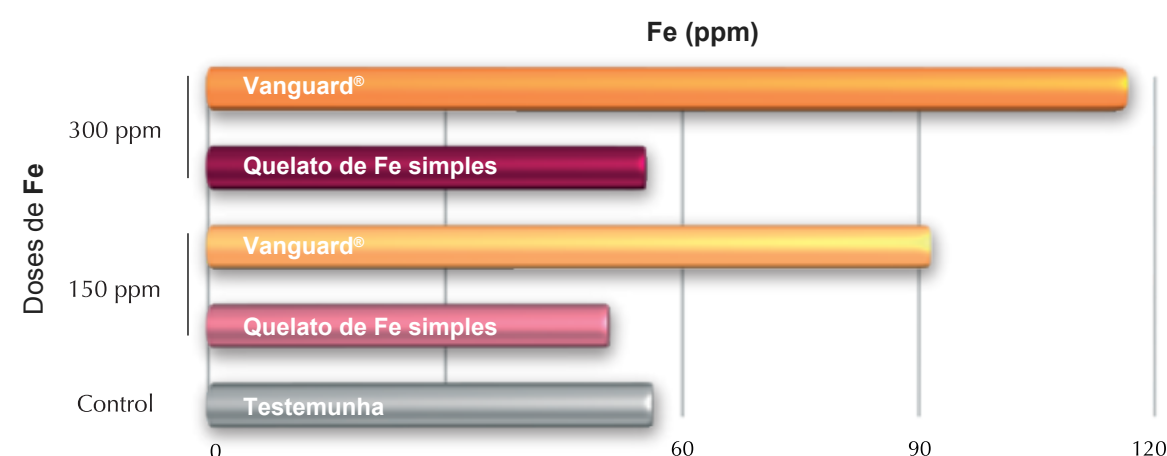 Fe (ppm)
Doses de Fe
300 ppm
Vanguard®
Quelato de Fe simples
150 ppm
Vanguard®
Quelato de Fe simples
Control
Testemunha
0 60 90 120